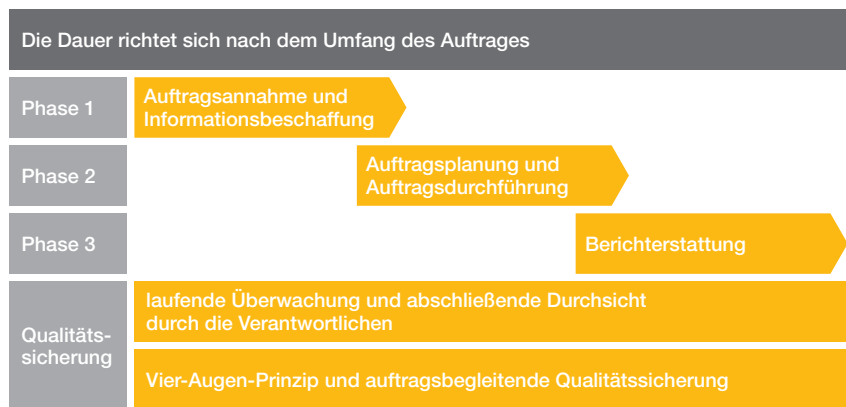 Die Dauer richtet sich nach dem Umfang des Auftrages
Phase 1
Auftragsannahme und
Informationsbeschaffung
Phase 2
Auftragsplanung und
Auftragsdurchführung
Phase 3
Berichterstattung
Qualitäts-
sicherung
laufende Überwachung und abschließende Durchsicht
durch die Verantwortlichen
Vier-Augen-Prinzip und auftragsbegleitende Qualitätssicherung